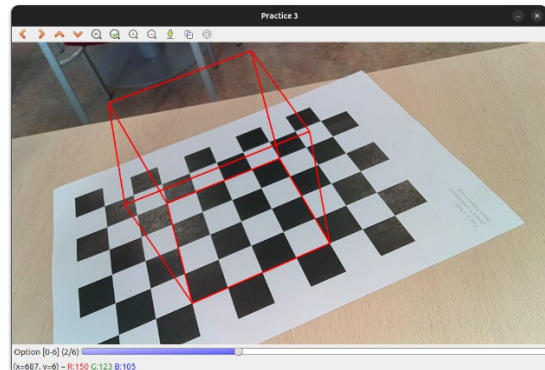 Practice 3
Option [0-6] (2/6)
(x=687, y=6) ~ R:150 G:123 B:105